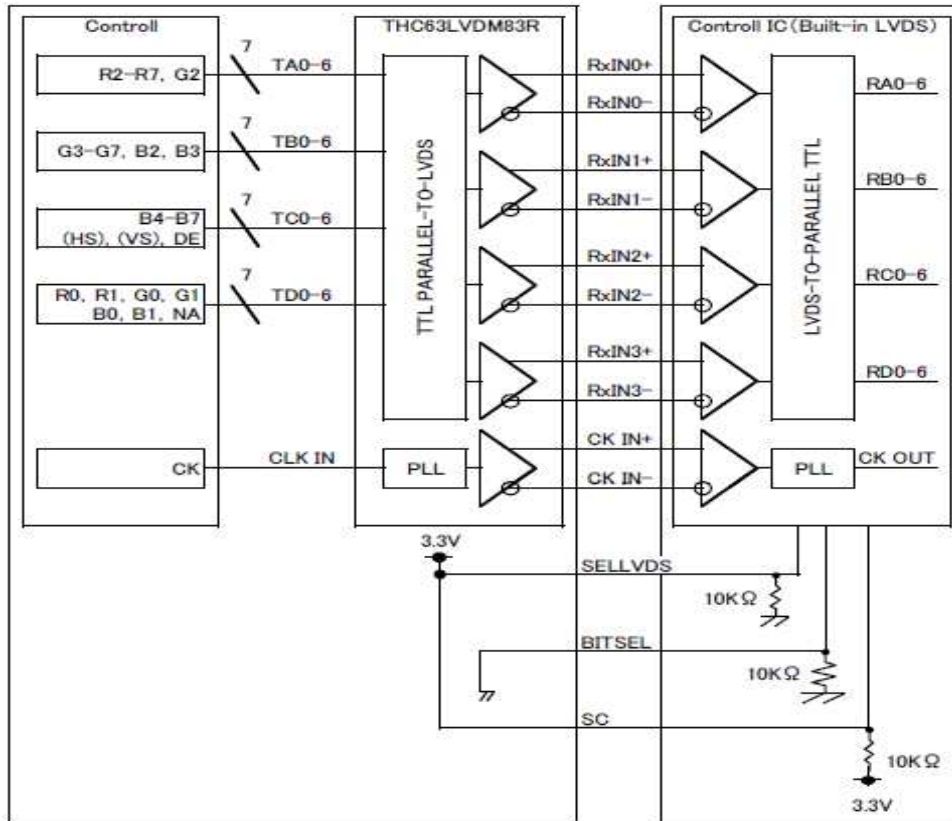 Controll
THC63LVDM83R
Controll IC(Built-in LVDS)
R2-R7, G2
7
TA0-6
G3-G7, B2, B3
7
TB0-6
B4-B7
(HS), (VS), DE
7
TC0-6
R0, R1, G0, G1
B0, B1, NA
7
TD0-6
CK
CLK IN
TTL PARALLEL-TO-LVDS
PLL
RxIN0+
RxIN0-
RxIN1+
RxIN1-
RxIN2+
RxIN2-
RxIN3+
RxIN3-
CK IN+
CK IN-
LVDS-TO-PARALLEL TTL
PLL
RA0-6
RB0-6
RC0-6
RD0-6
CK OUT
3.3V
SELLVDS
10KΩ
BITSEL
10KΩ
SC
10KΩ
3.3V